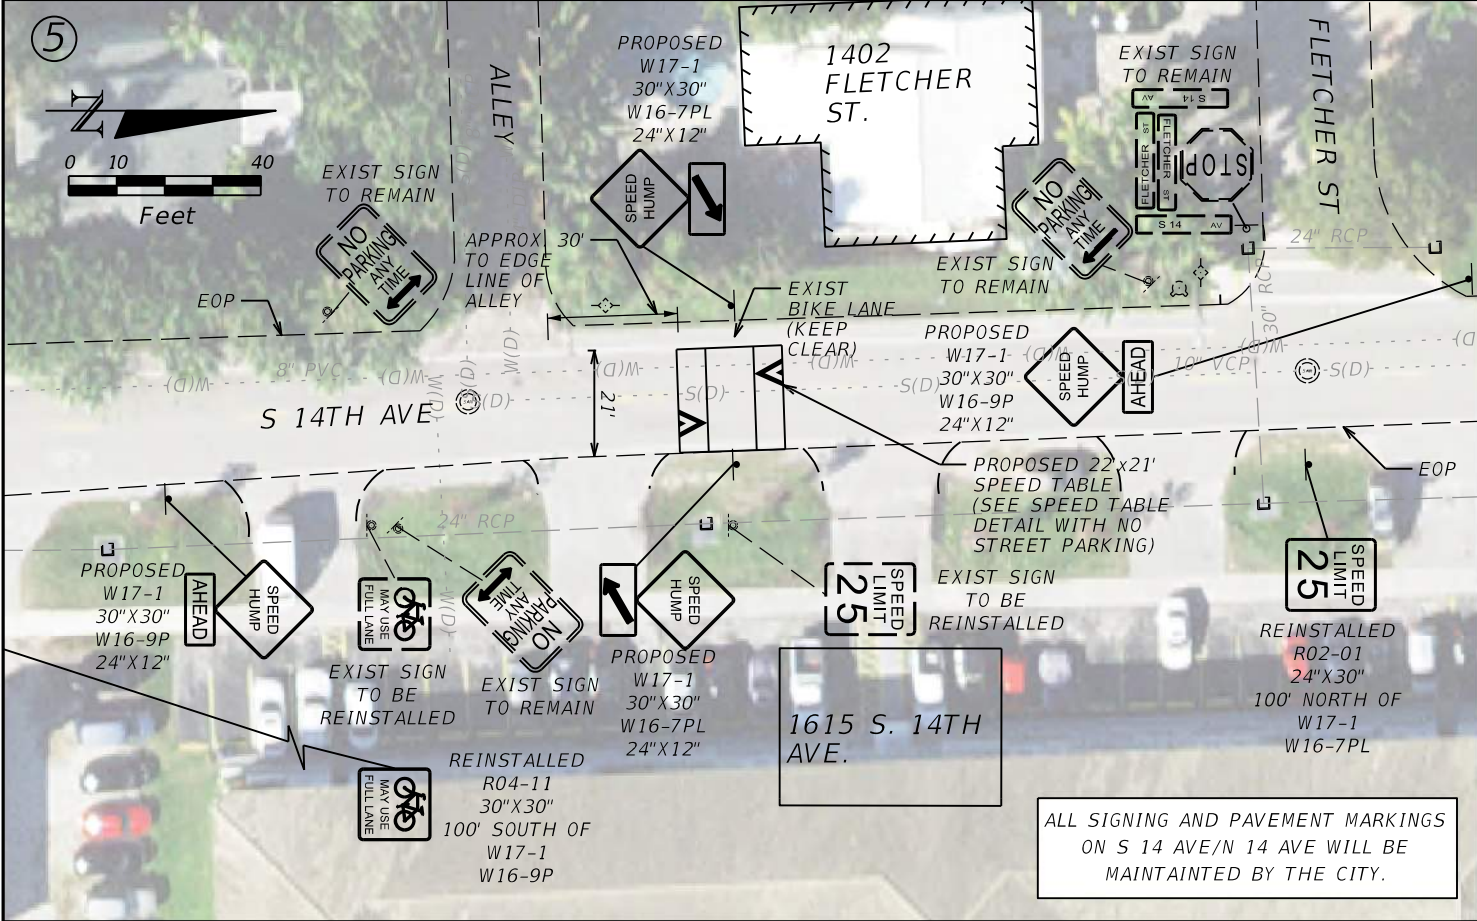 5
N
0 10 40
Feet
ALLEY
PROPOSED
W17-1
30"X30"
W16-7PL
24"X12"
SPEED
HUMP
1402
FLETCHER
ST.
EXIST SIGN
TO REMAIN
S 14 AV
FLETCHER ST
FLETCHER ST
STOP
S 14 AV
FLETCHER ST
EXIST SIGN
TO REMAIN
NO
PARKING
ANY
TIME
APPROX. 30'
TO EDGE
LINE OF
ALLEY
EOP
EXIST
BIKE LANE
(KEEP
CLEAR)
NO
PARKING
ANY
TIME
EXIST SIGN
TO REMAIN
24" RCP
30" RCP
PROPOSED
W17-1
30"X30"
W16-9P
24"X12"
SPEED
HUMP
AHEAD
8" PVC
W(D)
W(D)
W(D)
W(D)
W(D)
W(D)
W(D)
W(D)
W(D)
10" VCP
S(D)
S(D)
S(D)
S(D)
S(D)
S 14TH AVE
21'
PROPOSED 22'x21'
SPEED TABLE
(SEE SPEED TABLE
DETAIL WITH NO
STREET PARKING)
EOP
24" RCP
W(D)
PROPOSED
W17-1
30"X30"
W16-9P
24"X12"
AHEAD
SPEED
HUMP
MAY USE
FULL LANE
EXIST SIGN
TO BE
REINSTALLED
NO
PARKING
ANY
TIME
EXIST SIGN
TO REMAIN
SPEED
HUMP
PROPOSED
W17-1
30"X30"
W16-7PL
24"X12"
SPEED
LIMIT
25
EXIST SIGN
TO BE
REINSTALLED
SPEED
LIMIT
25
REINSTALLED
R02-01
24"X30"
100' NORTH OF
W17-1
W16-7PL
1615 S. 14TH
AVE.
MAY USE
FULL LANE
REINSTALLED
R04-11
30"X30"
100' SOUTH OF
W17-1
W16-9P
ALL SIGNING AND PAVEMENT MARKINGS
ON S 14 AVE/N 14 AVE WILL BE
MAINTAINTED BY THE CITY.